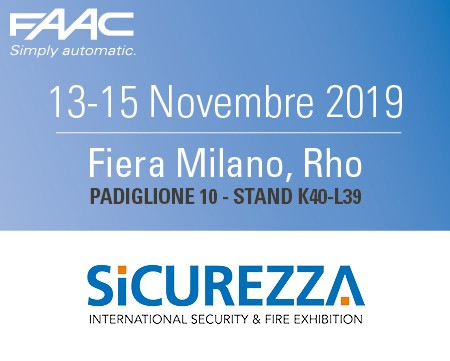 FAAC
Simply automatic.
13-15 Novembre 2019
Fiera Milano, Rho
PADIGLIONE 10 - STAND K40-L39
SiCUREZZA
INTERNATIONAL SECURITY & FIRE EXHIBITION